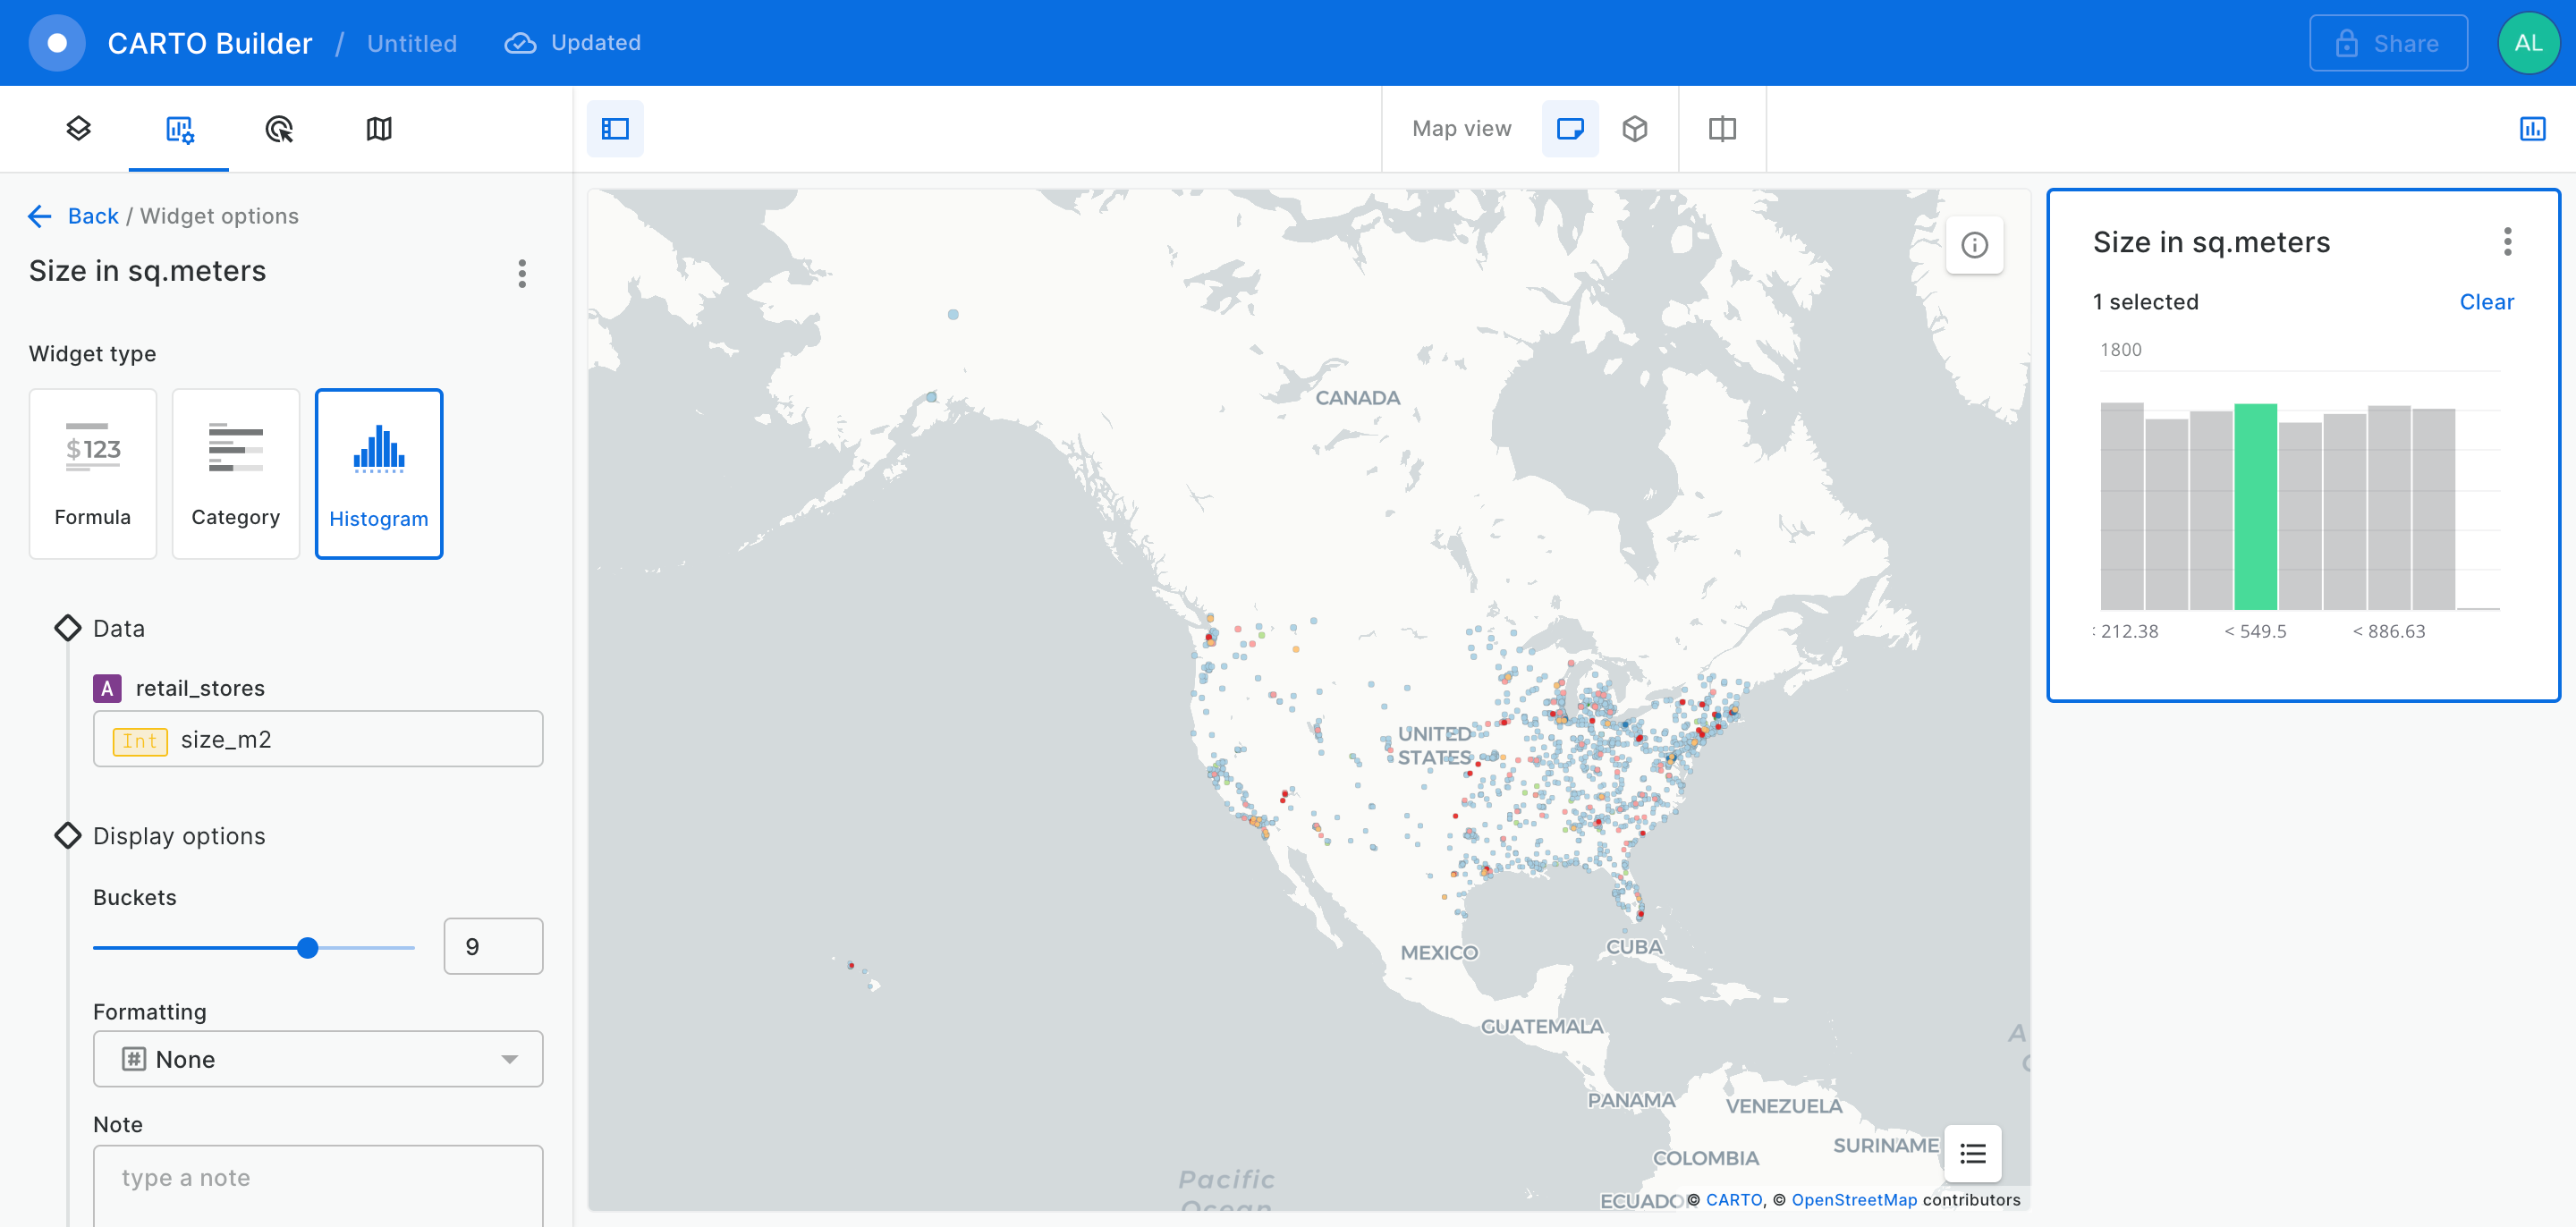 CARTO Builder / Untitled Updated
Share
AL
Map view
Back / Widget options
Size in sq.meters
Widget type
$123
Formula
Category
Histogram
Data
A retail_stores
Int size_m2
Display options
Buckets
9
Formatting
None
Note
type a note
CANADA
UNITED
STATES
MEXICO
CUBA
GUATEMALA
PANAMA
VENEZUELA
SURINAME
COLOMBIA
Pacific
Ocean
© CARTO, © OpenStreetMap contributors
Size in sq.meters
1 selected
Clear
1800
: 212.38
< 549.5
< 886.63